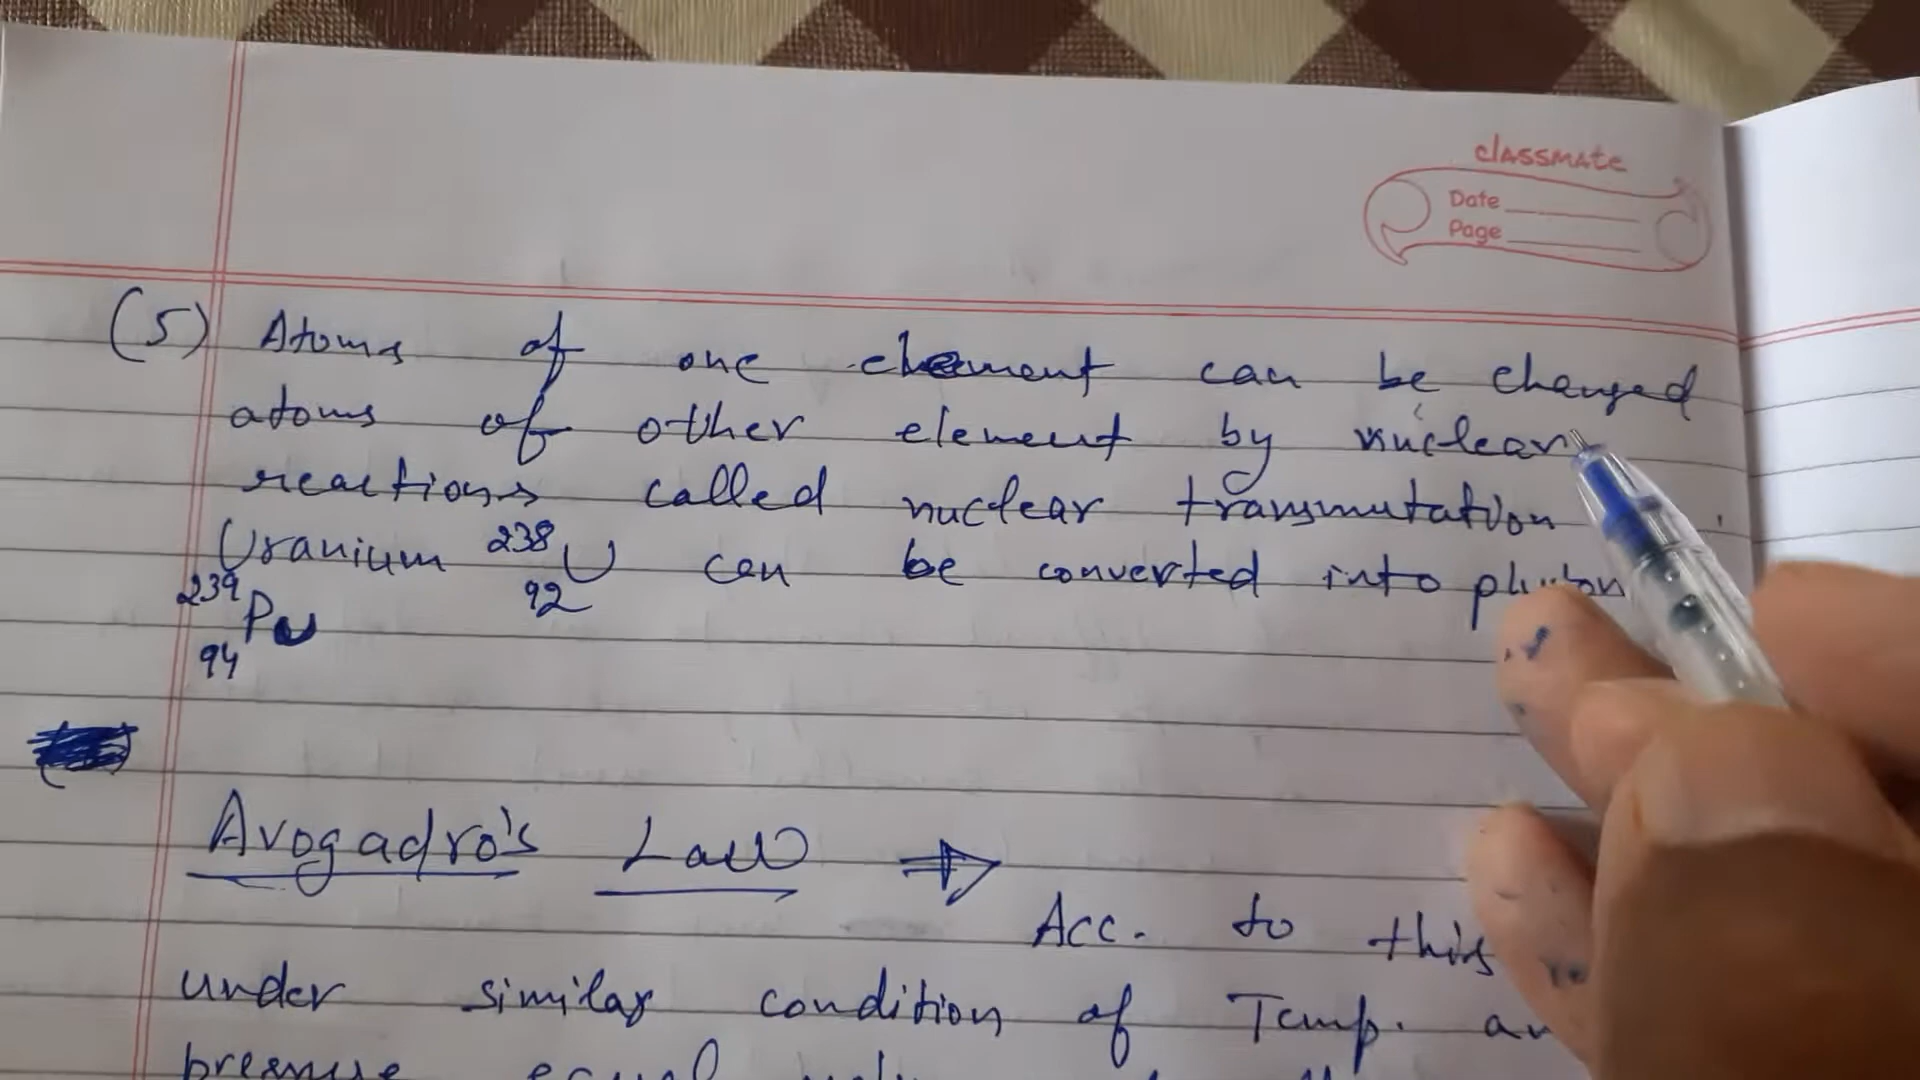 classmate
Date
Page
(5) Atoms of one element can be changed
atoms of other element by nuclear
reactions called nuclear transmutation
Uranium 238 92 U can be converted into
239 94 Pu
Avogadro's Law ⇒
Acc. to this
under similar condition of Temp.
pressure equal